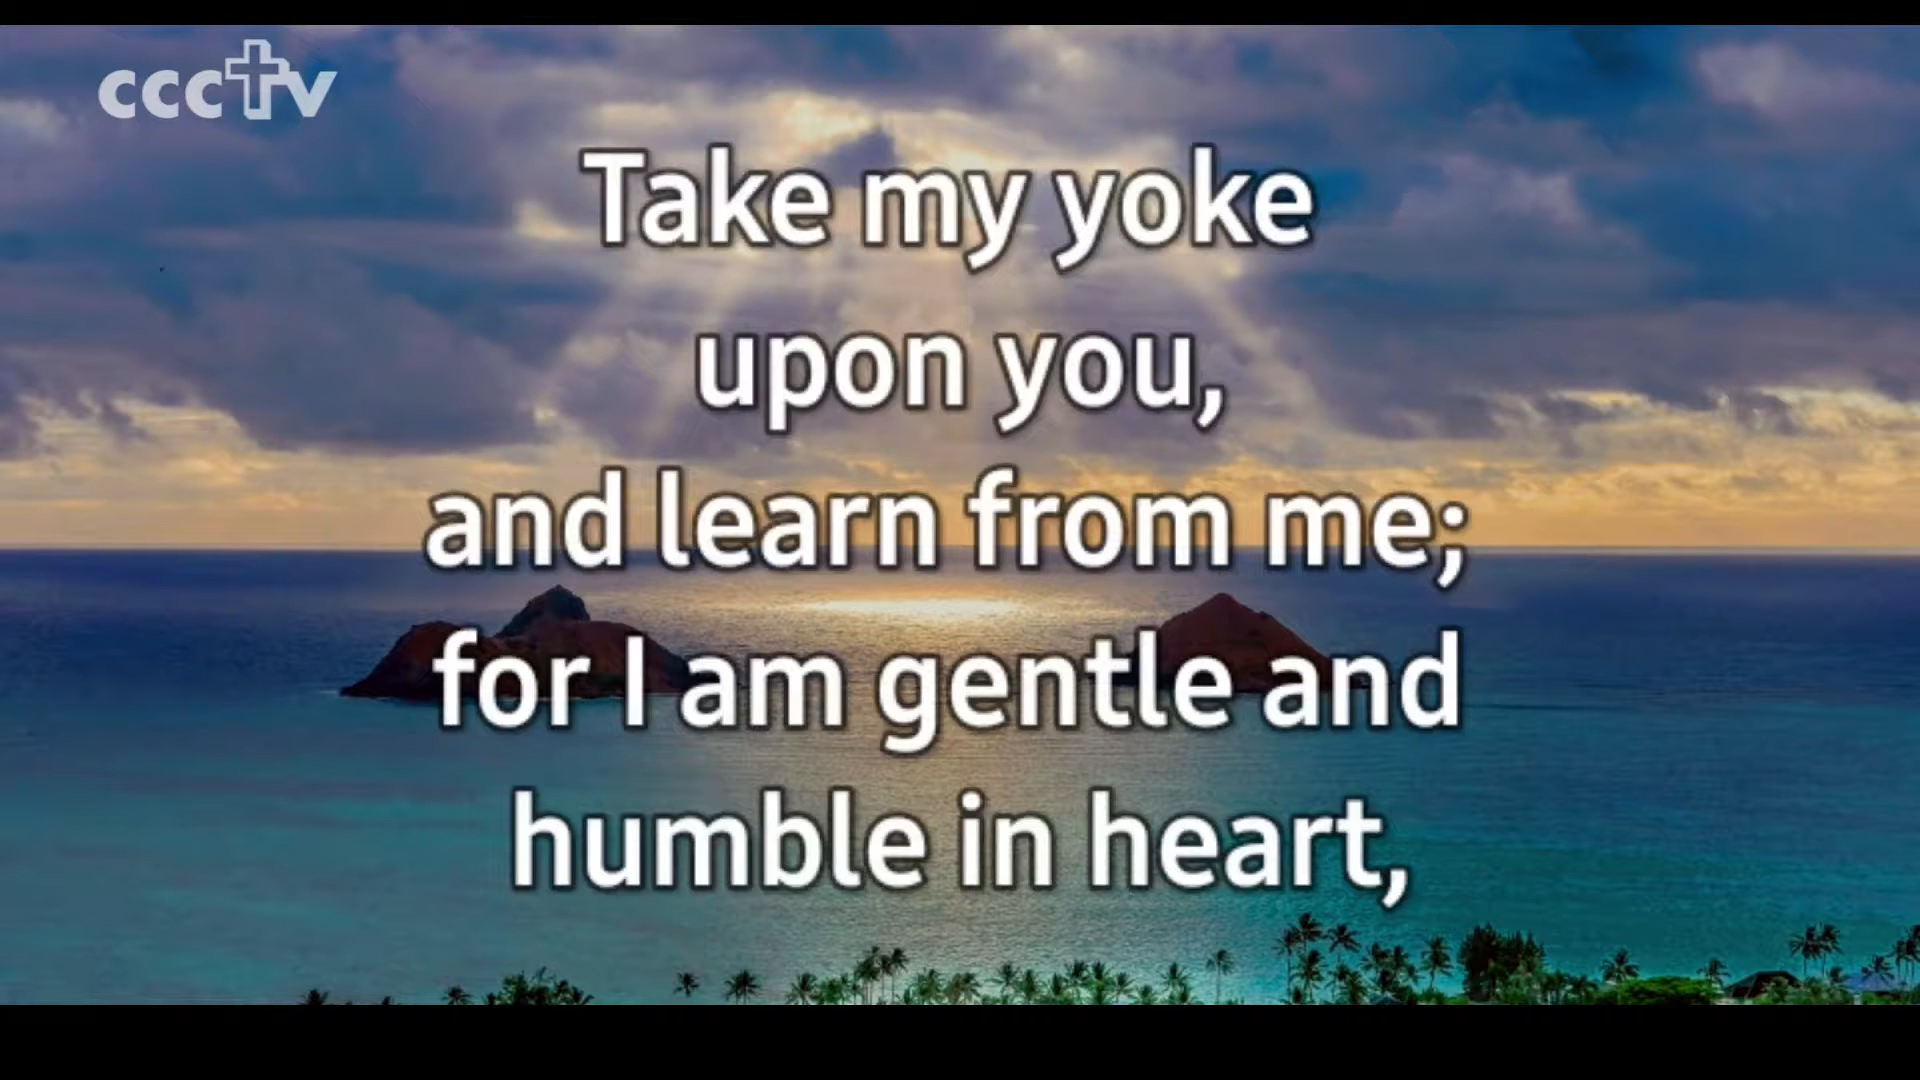 ccctv
Take my yoke
upon you,
and learn from me;
for I am gentle and
humble in heart,